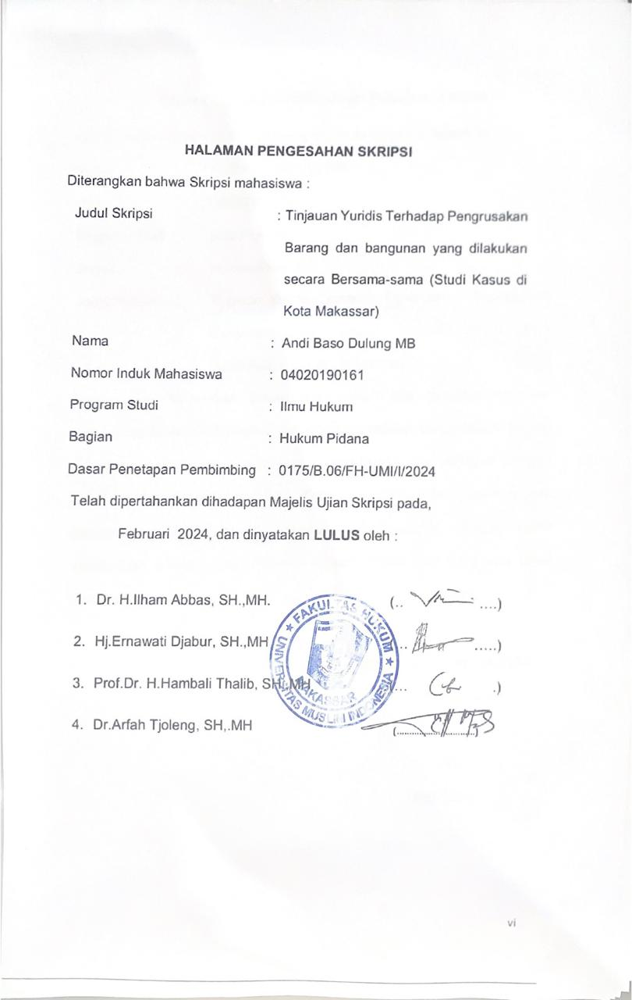 HALAMAN PENGESAHAN SKRIPSI
Diterangkan bahwa Skripsi mahasiswa :
Judul Skripsi : Tinjauan Yuridis Terhadap Pengrusakan
Barang dan bangunan yang dilakukan
secara Bersama-sama (Studi Kasus di
Kota Makassar)
Nama : Andi Baso Dulung MB
Nomor Induk Mahasiswa : 04020190161
Program Studi : Ilmu Hukum
Bagian : Hukum Pidana
Dasar Penetapan Pembimbing : 0175/B.06/FH-UMI/I/2024
Telah dipertahankan dihadapan Majelis Ujian Skripsi pada,
Februari 2024, dan dinyatakan LULUS oleh :
1. Dr. H.Ilham Abbas, SH.,MH. (.. ....)
2. Hj.Ernawati Djabur, SH.,MH .. .....)
3. Prof.Dr. H.Hambali Thalib, SH.,MH ... .)
4. Dr.Arfah Tjoleng, SH,.MH (......................)
★ FAKULTAS HUKUM ★
UNIVERSITAS MUSLIM INDONESIA
MAKASSAR
vi